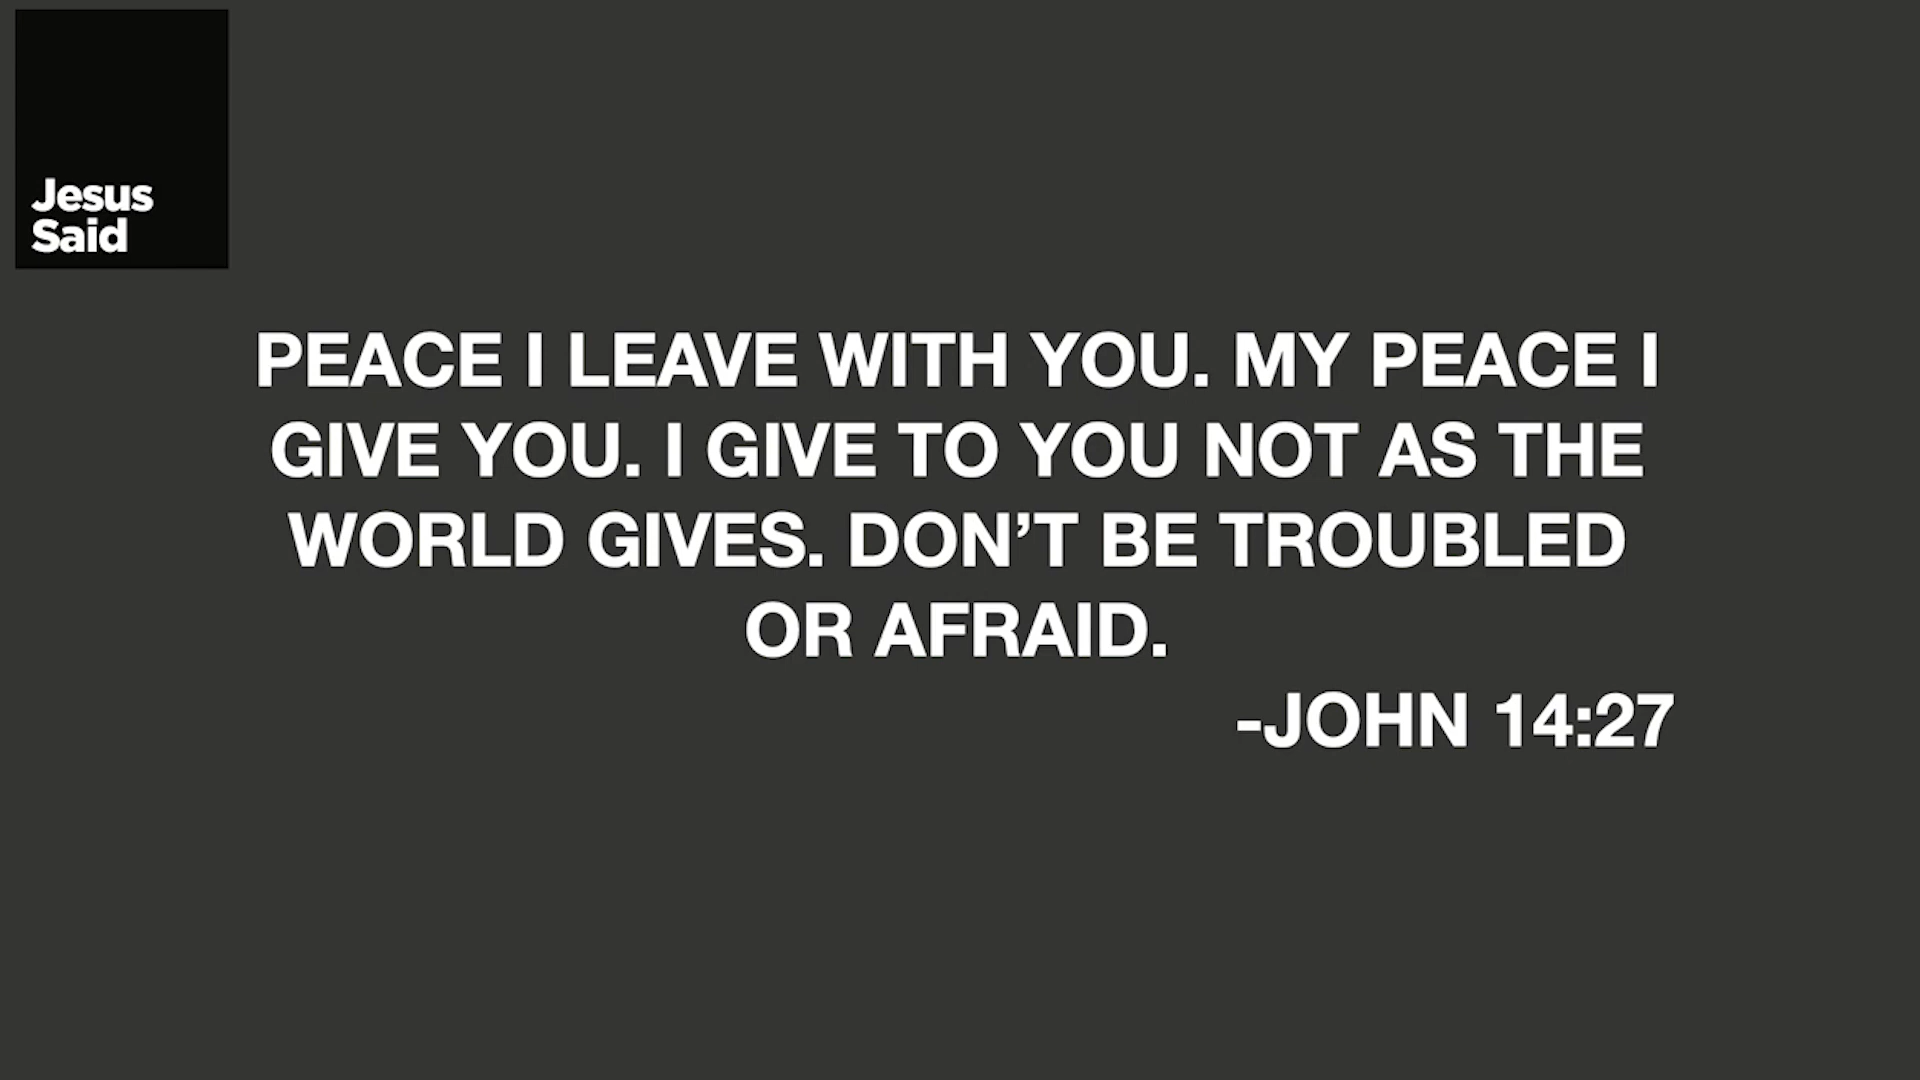 Jesus
Said
PEACE I LEAVE WITH YOU. MY PEACE I
GIVE YOU. I GIVE TO YOU NOT AS THE
WORLD GIVES. DON’T BE TROUBLED
OR AFRAID.
-JOHN 14:27